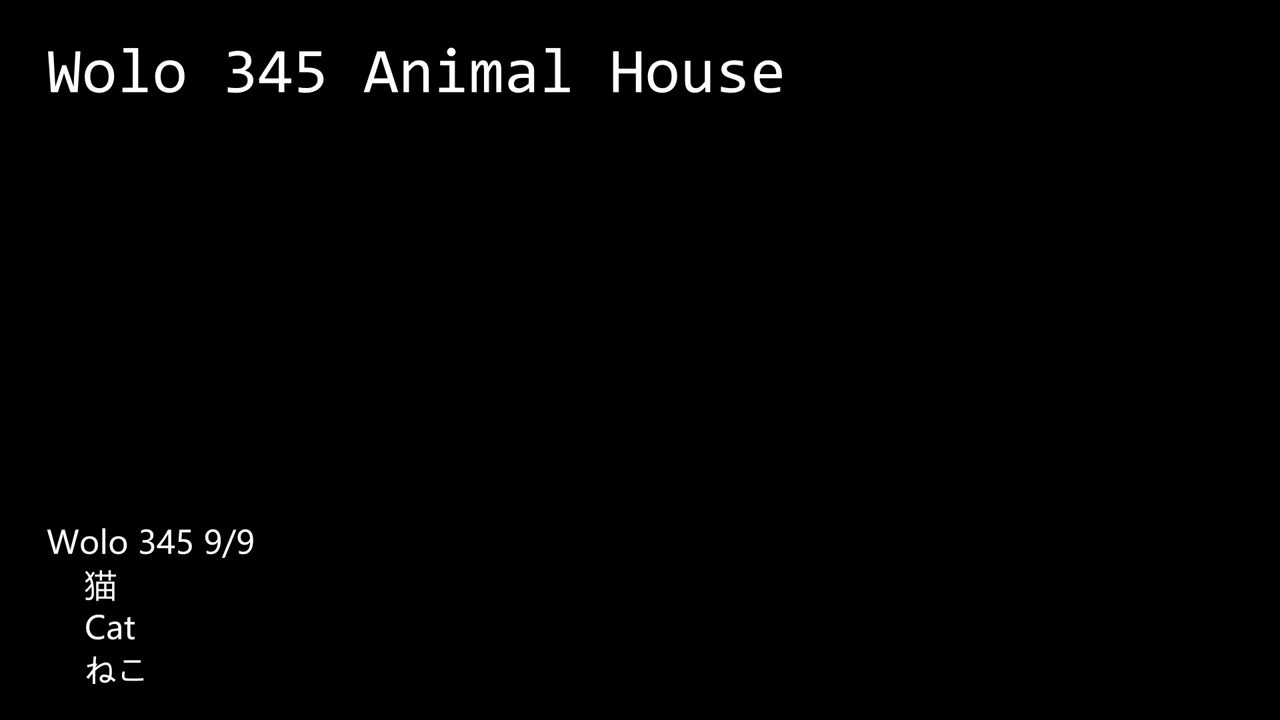 Wolo 345 Animal House
Wolo 345 9/9
猫
Cat
ねこ